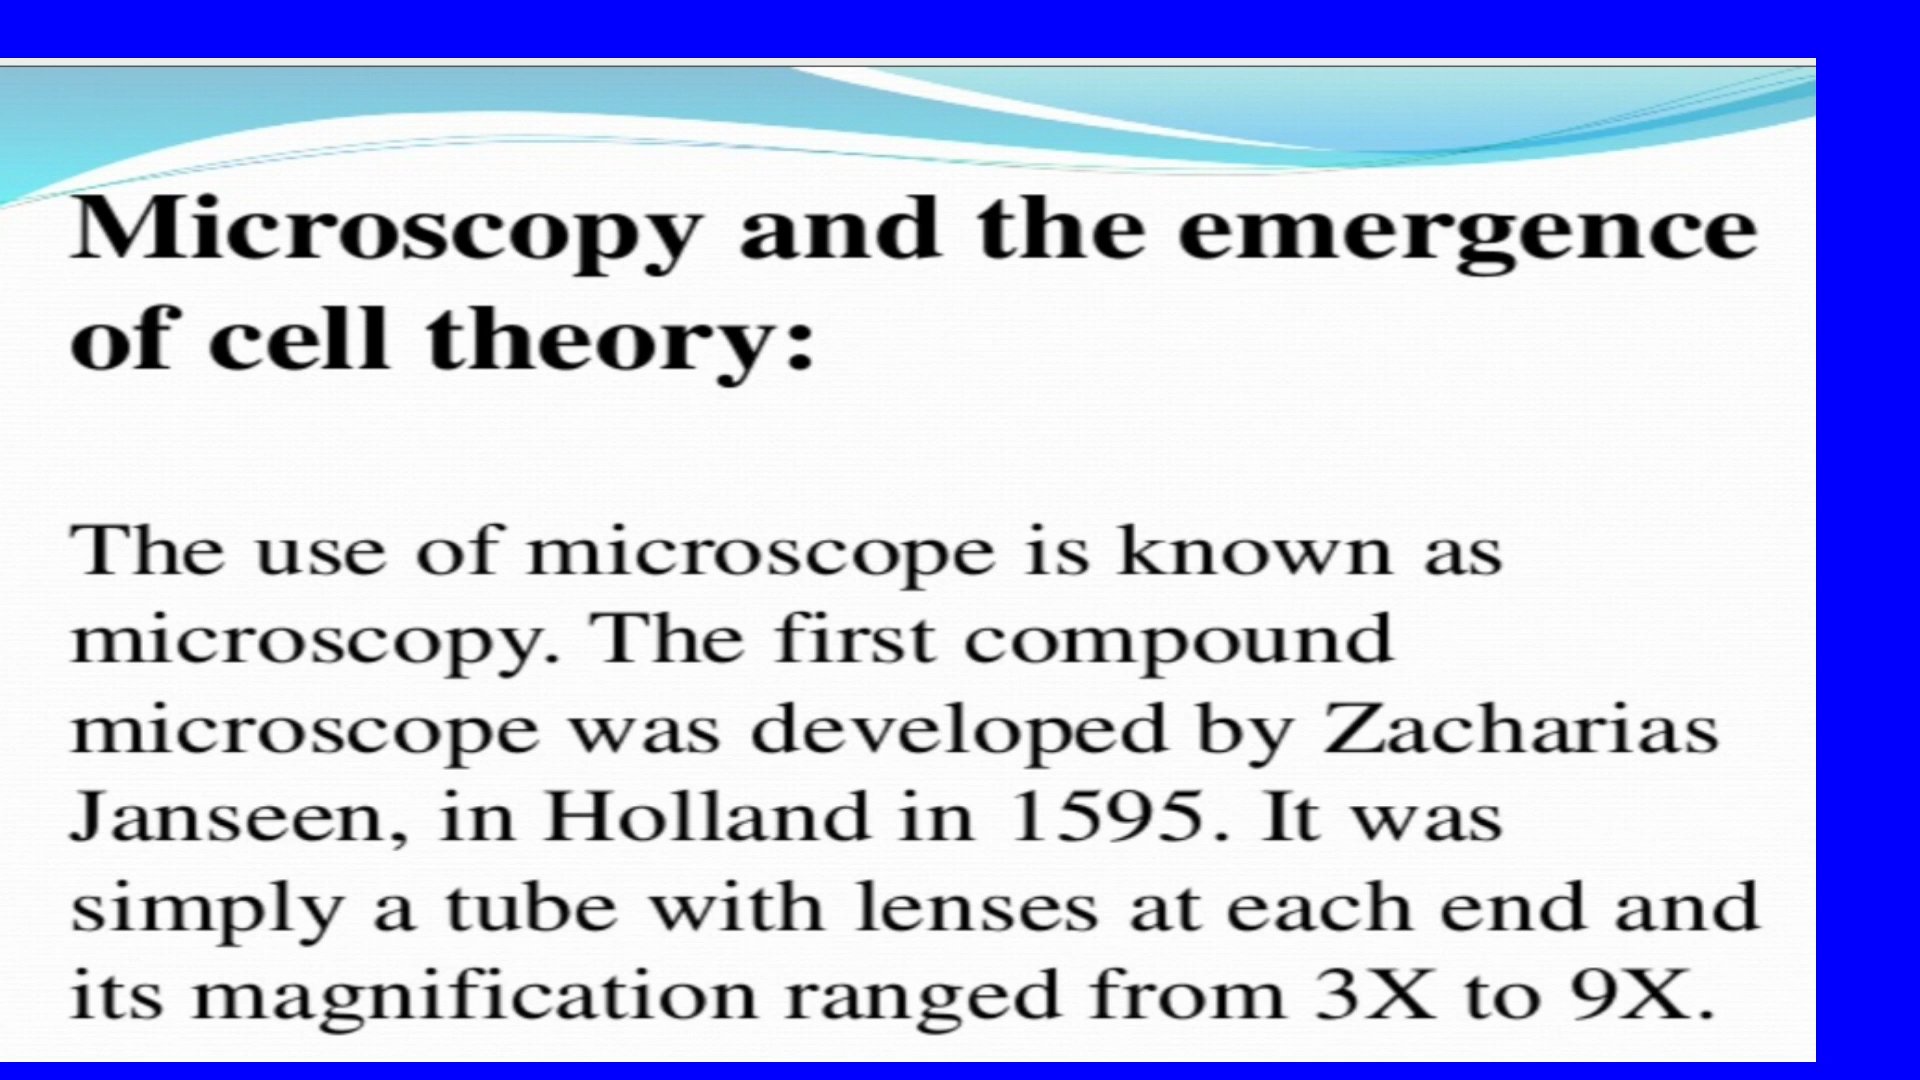 Microscopy and the emergence
of cell theory:
The use of microscope is known as
microscopy. The first compound
microscope was developed by Zacharias
Janseen, in Holland in 1595. It was
simply a tube with lenses at each end and
its magnification ranged from 3X to 9X.